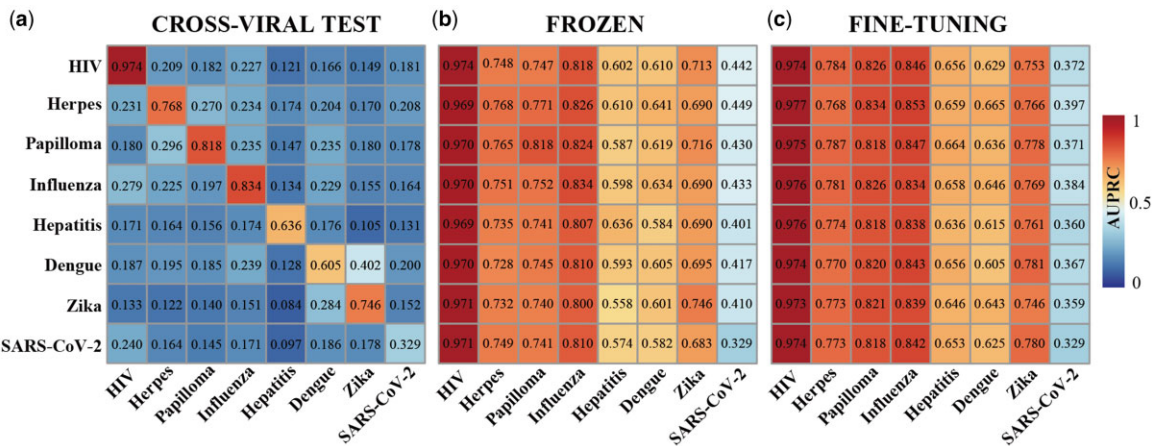 (a) CROSS-VIRAL TEST (b) FROZEN (c) FINE-TUNING
HIV 0.974 0.209 0.182 0.227 0.121 0.166 0.149 0.181 0.974 0.748 0.747 0.818 0.602 0.610 0.713 0.442 0.974 0.784 0.826 0.846 0.656 0.629 0.753 0.372
Herpes 0.231 0.768 0.270 0.234 0.174 0.204 0.170 0.208 0.969 0.768 0.771 0.826 0.610 0.641 0.690 0.449 0.977 0.768 0.834 0.853 0.659 0.665 0.766 0.397
Papilloma 0.180 0.296 0.818 0.235 0.147 0.235 0.180 0.178 0.970 0.765 0.818 0.824 0.587 0.619 0.716 0.430 0.975 0.787 0.818 0.847 0.664 0.636 0.778 0.371
Influenza 0.279 0.225 0.197 0.834 0.134 0.229 0.155 0.164 0.970 0.751 0.752 0.834 0.598 0.634 0.690 0.433 0.976 0.781 0.826 0.834 0.658 0.646 0.769 0.384
Hepatitis 0.171 0.164 0.156 0.174 0.636 0.176 0.105 0.131 0.969 0.735 0.741 0.807 0.636 0.584 0.690 0.401 0.976 0.774 0.818 0.838 0.636 0.615 0.761 0.360
Dengue 0.187 0.195 0.185 0.239 0.128 0.605 0.402 0.200 0.970 0.728 0.745 0.810 0.593 0.605 0.695 0.417 0.974 0.770 0.820 0.843 0.656 0.605 0.781 0.367
Zika 0.133 0.122 0.140 0.151 0.084 0.284 0.746 0.152 0.971 0.732 0.740 0.800 0.558 0.601 0.746 0.410 0.973 0.773 0.821 0.839 0.646 0.643 0.746 0.359
SARS-CoV-2 0.240 0.164 0.145 0.171 0.097 0.186 0.178 0.329 0.971 0.749 0.741 0.810 0.574 0.582 0.683 0.329 0.974 0.773 0.818 0.842 0.653 0.625 0.780 0.329
HIV Herpes Papilloma Influenza Hepatitis Dengue Zika SARS-CoV-2 HIV Herpes Papilloma Influenza Hepatitis Dengue Zika SARS-CoV-2 HIV Herpes Papilloma Influenza Hepatitis Dengue Zika SARS-CoV-2
AUPRC
1
0.5
0